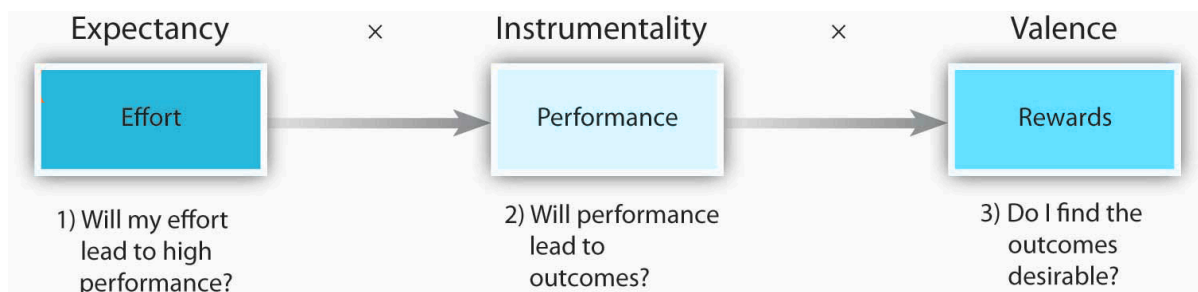 Expectancy × Instrumentality × Valence
Effort Performance Rewards
1) Will my effort
lead to high
performance?
2) Will performance
lead to
outcomes?
3) Do I find the
outcomes
desirable?